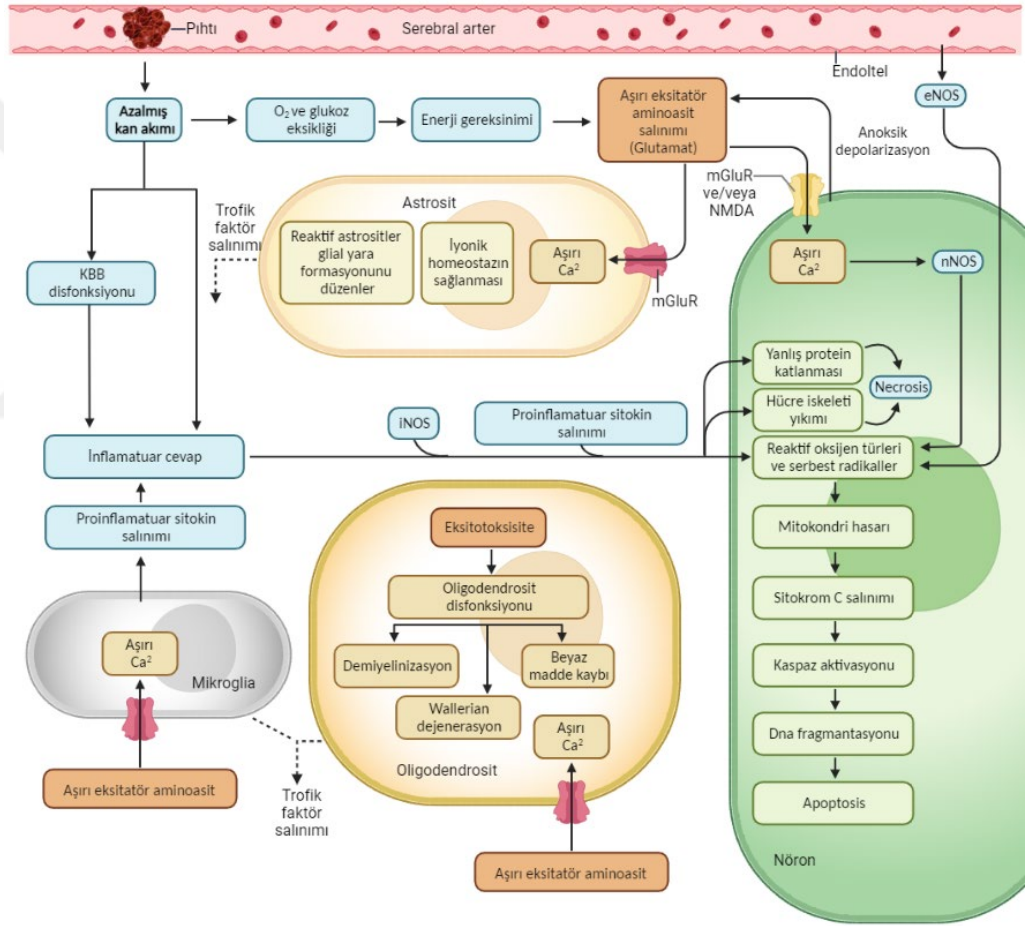 Pıhtı
Serebral arter
Endoltel
Azalmış
kan akımı
O2 ve glukoz
eksikliği
Enerji gereksinimi
Aşırı eksitatör
aminoasit
salınımı
(Glutamat)
eNOS
Anoksik
depolarizasyon
mGluR
ve/veya
NMDA
Trofik
faktör
salınımı
Astrosit
Reaktif astrositler
glial yara
formasyonunu
düzenler
İyonik
homeostazın
sağlanması
Aşırı
Ca2
mGluR
Aşırı
Ca2
nNOS
KBB
disfonksiyonu
Yanlış protein
katlanması
Necrosis
Hücre iskeleti
yıkımı
iNOS
Proinflamatuar sitokin
salınımı
İnflamatuar cevap
Reaktif oksijen türleri
ve serbest radikaller
Proinflamatuar sitokin
salınımı
Eksitotoksisite
Mitokondri hasarı
Oligodendrosit
disfonksiyonu
Sitokrom C salınımı
Aşırı
Ca2
Mikroglia
Demiyelinizasyon
Beyaz
madde kaybı
Kaspaz aktivasyonu
Wallerian
dejenerasyon
Aşırı
Ca2
Dna fragmantasyonu
Oligodendrosit
Aşırı eksitatör aminoasit
Trofik
faktör
salınımı
Apoptosis
Nöron
Aşırı eksitatör aminoasit